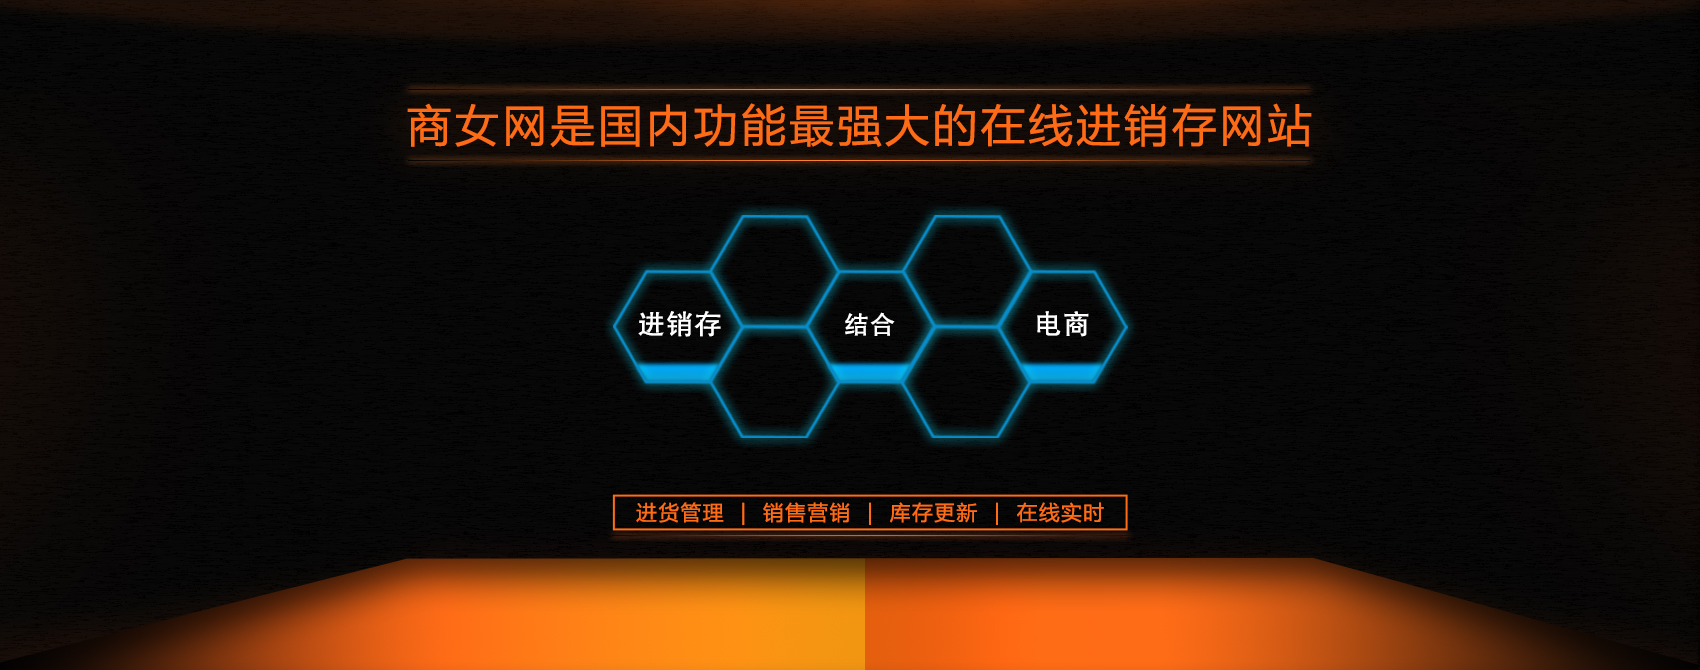 商女网是国内功能最强大的在线进销存网站
进销存 结合 电商
进货管理 | 销售营销 | 库存更新 | 在线实时